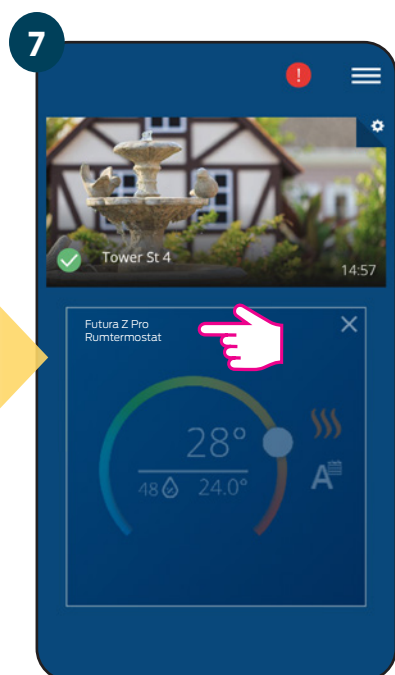 7
!
Tower St 4
14:57
Futura Z Pro
Rumtermostat
28°
48 24.0°
A